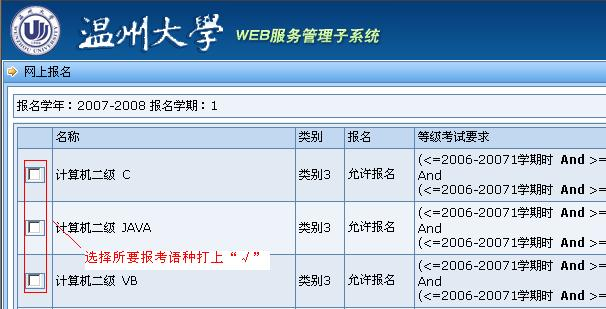 温州大学 WEB服务管理子系统
网上报名
报名学年：2007-2008 报名学期：1
名称 类别 报名 等级考试要求
计算机二级 C 类别3 允许报名 (<=2006-20071学期时 And >=
And
(<=2006-20071学期时 And >=
计算机二级 JAVA 类别3 允许报名 (<=2006-20071学期时 And >=
And
(<=2006-20071学期时 And >=
选择所要报考语种打上“√”
计算机二级 VB 类别3 允许报名 (<=2006-20071学期时 And >=
And
(<=2006-20071学期时 And >=